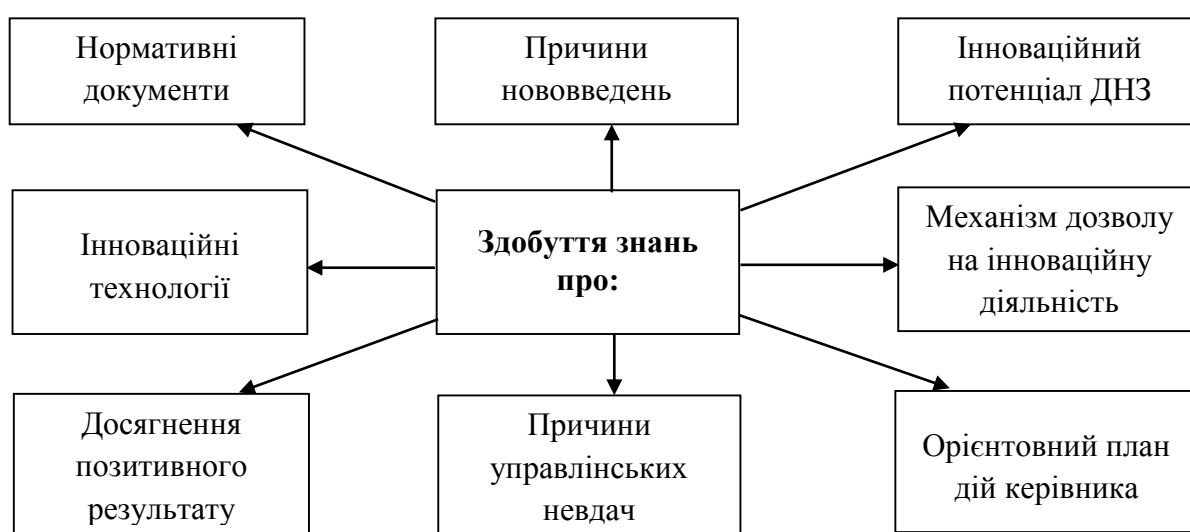 Нормативні
документи
Причини
нововведень
Інноваційний
потенціал ДНЗ
Інноваційні
технології
Здобуття знань
про:
Механізм дозволу
на інноваційну
діяльність
Досягнення
позитивного
результату
Причини
управлінських
невдач
Орієнтовний план
дій керівника